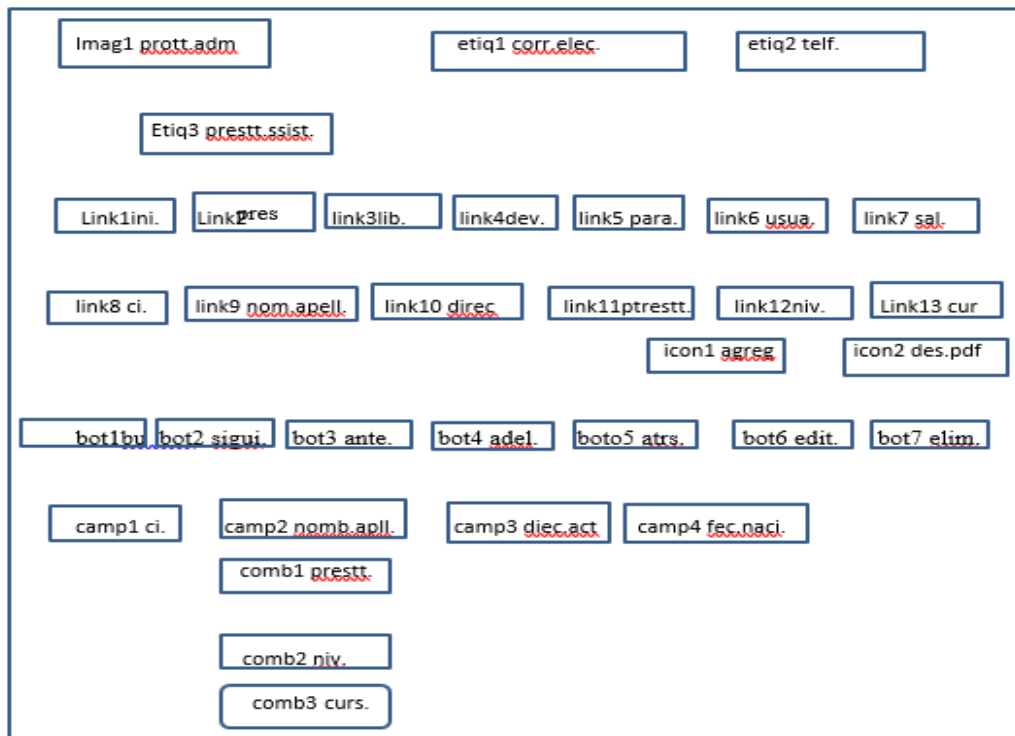 Imag1 prott.adm
etiq1 corr.elec.
etiq2 telf.
Etiq3 prestt.ssist.
Link1ini.
Link2 pres
link3lib.
link4dev.
link5 para.
link6 usua.
link7 sal.
link8 ci.
link9 nom.apell.
link10 direc
link11ptrestt.
link12niv.
Link13 cur
icon1 agreg
icon2 des.pdf
bot1bu
bot2 sigui.
bot3 ante.
bot4 adel.
boto5 atrs.
bot6 edit.
bot7 elim.
camp1 ci.
camp2 nomb.apll.
camp3 diec.act
camp4 fec.naci.
comb1 prestt.
comb2 niv.
comb3 curs.